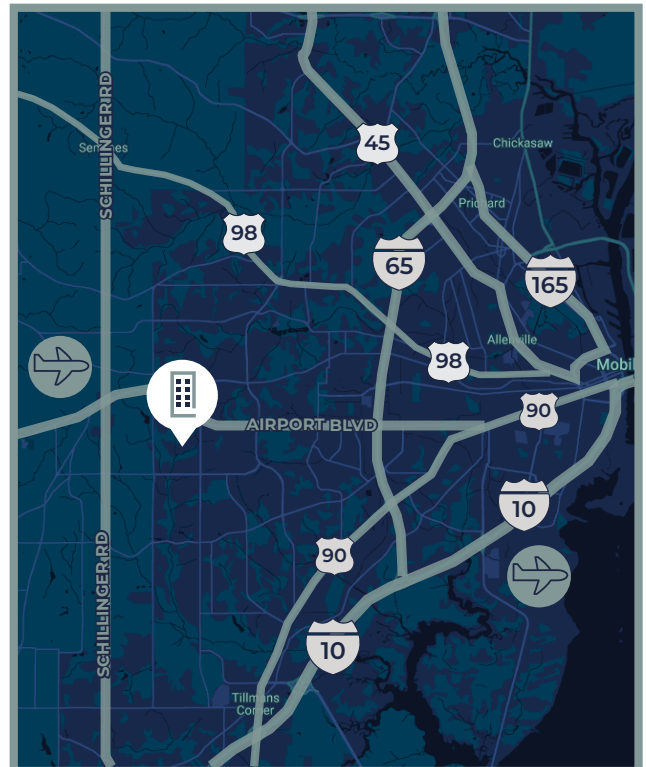 SCHILLINGER RD
45
Chickasaw
Semmes
Prichard
98
65
165
Allenville
98
Mobil
90
AIRPORT BLVD
10
90
SCHILLINGER RD
10
Tillmans
Corner